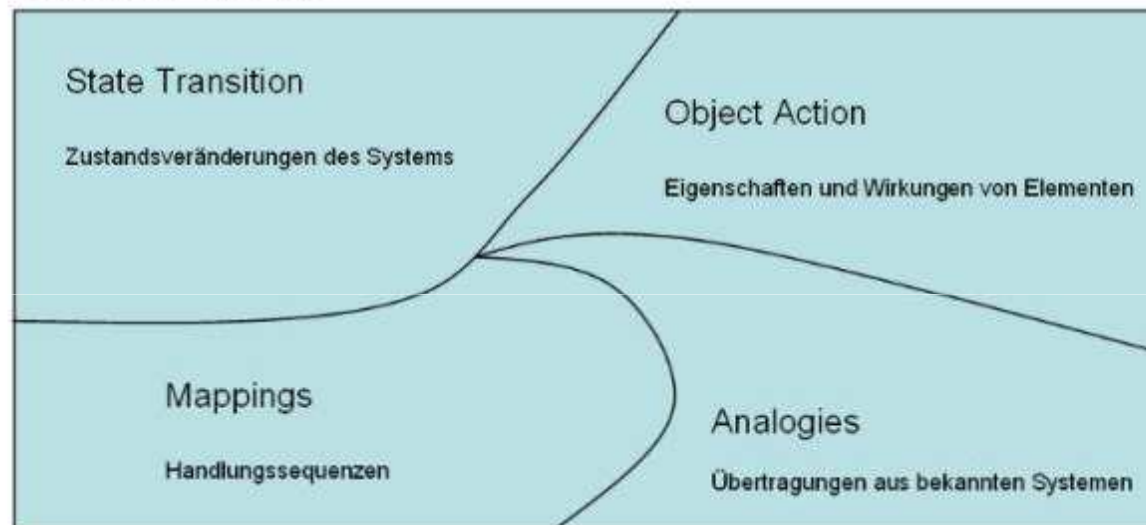 State Transition
Zustandsveränderungen des Systems
Object Action
Eigenschaften und Wirkungen von Elementen
Mappings
Handlungssequenzen
Analogies
Übertragungen aus bekannten Systemen